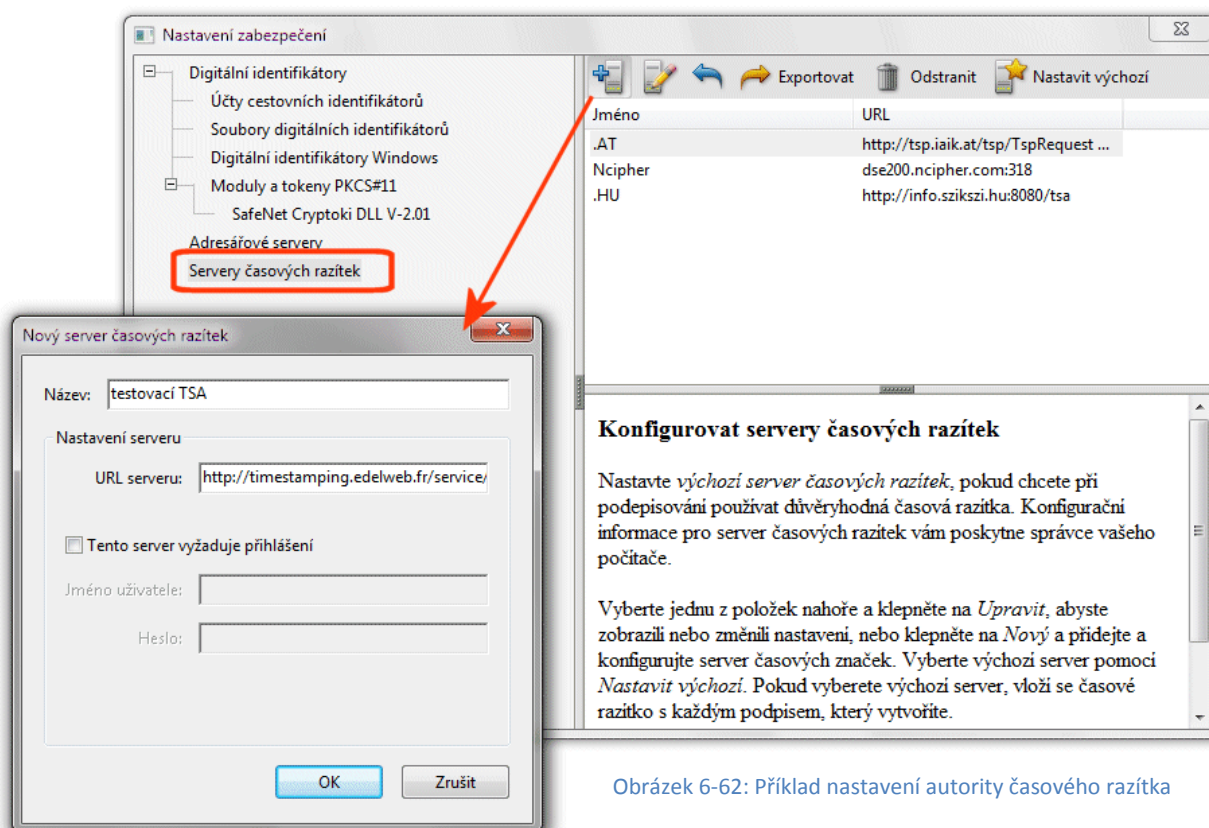 Nastavení zabezpečení
Digitální identifikátory
Účty cestovních identifikátorů
Soubory digitálních identifikátorů
Digitální identifikátory Windows
Moduly a tokeny PKCS#11
SafeNet Cryptoki DLL V-2.01
Adresářové servery
Servery časových razítek
Exportovat
Odstranit
Nastavit výchozí
Jméno URL
.AT http://tsp.iaik.at/tsp/TspRequest ...
Ncipher dse200.ncipher.com:318
.HU http://info.szikszi.hu:8080/tsa
Konfigurovat servery časových razítek
Nastavte výchozí server časových razítek, pokud chcete při
podepisování používat důvěryhodná časová razítka. Konfigurační
informace pro server časových razítek vám poskytne správce vašeho
počítače.
Vyberte jednu z položek nahoře a klepněte na Upravit, abyste
zobrazili nebo změnili nastavení, nebo klepněte na Nový a přidejte a
konfigurujte server časových značek. Vyberte výchozí server pomocí
Nastavit výchozí. Pokud vyberete výchozí server, vloží se časové
razítko s každým podpisem, který vytvoříte.
Nový server časových razítek
Název: testovací TSA
Nastavení serveru
URL serveru: http://timestamping.edelweb.fr/service/
Tento server vyžaduje přihlášení
Jméno uživatele:
Heslo:
OK Zrušit
Obrázek 6-62: Příklad nastavení autority časového razítka